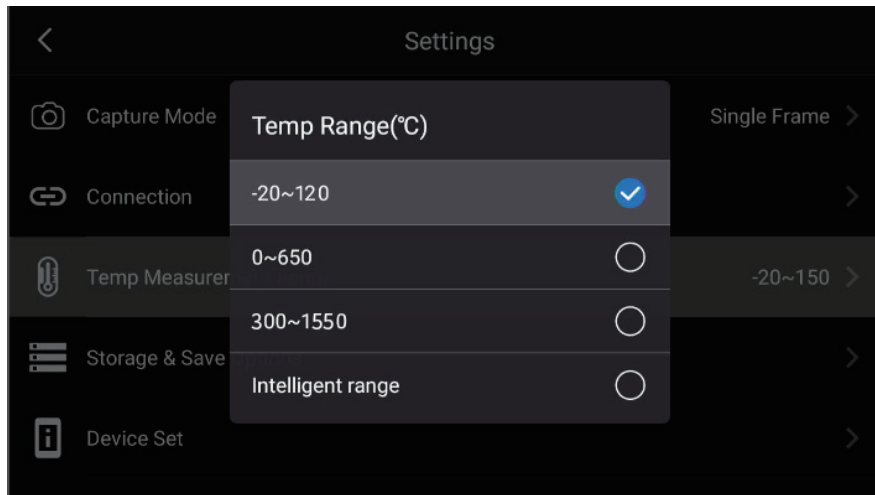 Settings
Capture Mode
Single Frame
Temp Range(℃)
Connection
-20~120
Temp Measurer
-20~150
0~650
300~1550
Storage & Save
Intelligent range
Device Set